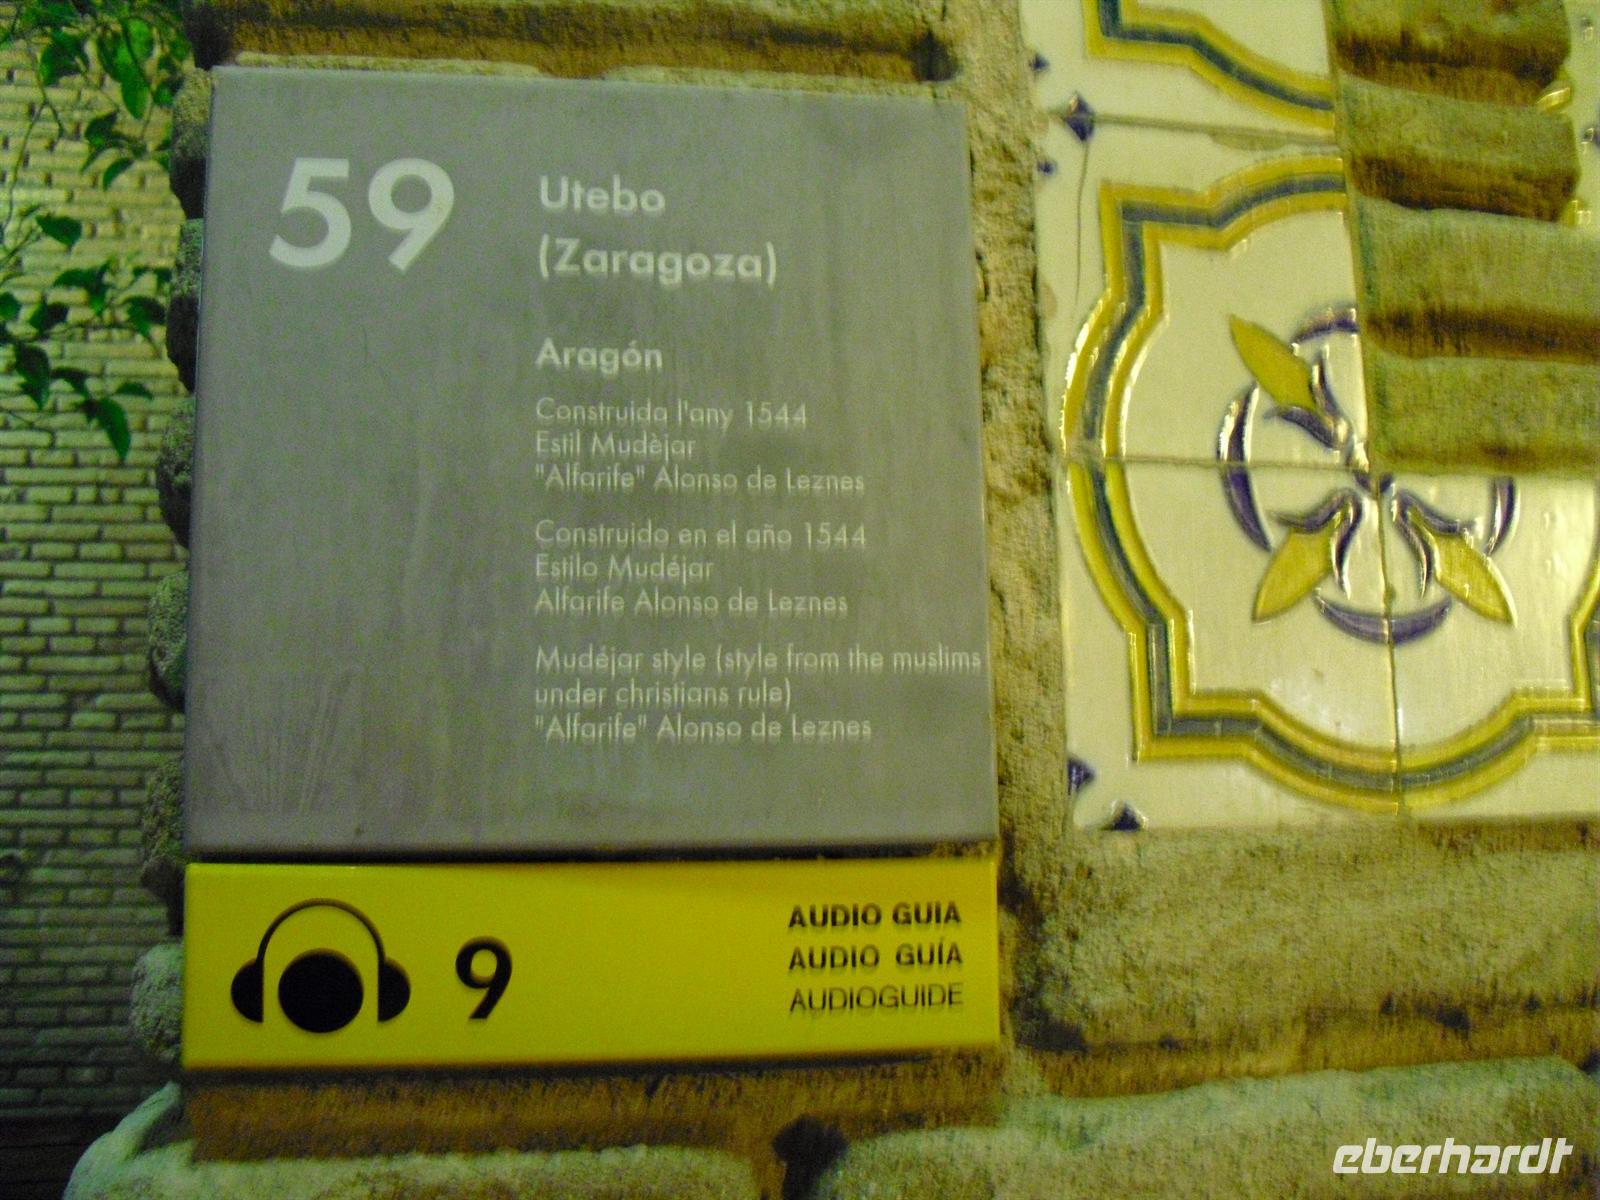 59
Utebo
(Zaragoza)
Aragón
Construida l'any 1544
Estil Mudèjar
"Alfarife" Alonso de Leznes
Construido en el año 1544
Estilo Mudéjar
Alfarife Alonso de Leznes
Mudéjar style (style from the muslims
under christians rule)
"Alfarife" Alonso de Leznes
9
AUDIO GUIA
AUDIO GUÍA
AUDIOGUIDE
eberhardt